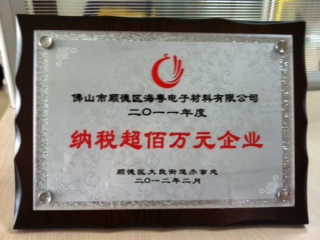 佛山市顺德区海粤电子材料有限公司
二〇一一年度
纳税超佰万元企业
顺德区大良街道办事处
二〇一二年二月